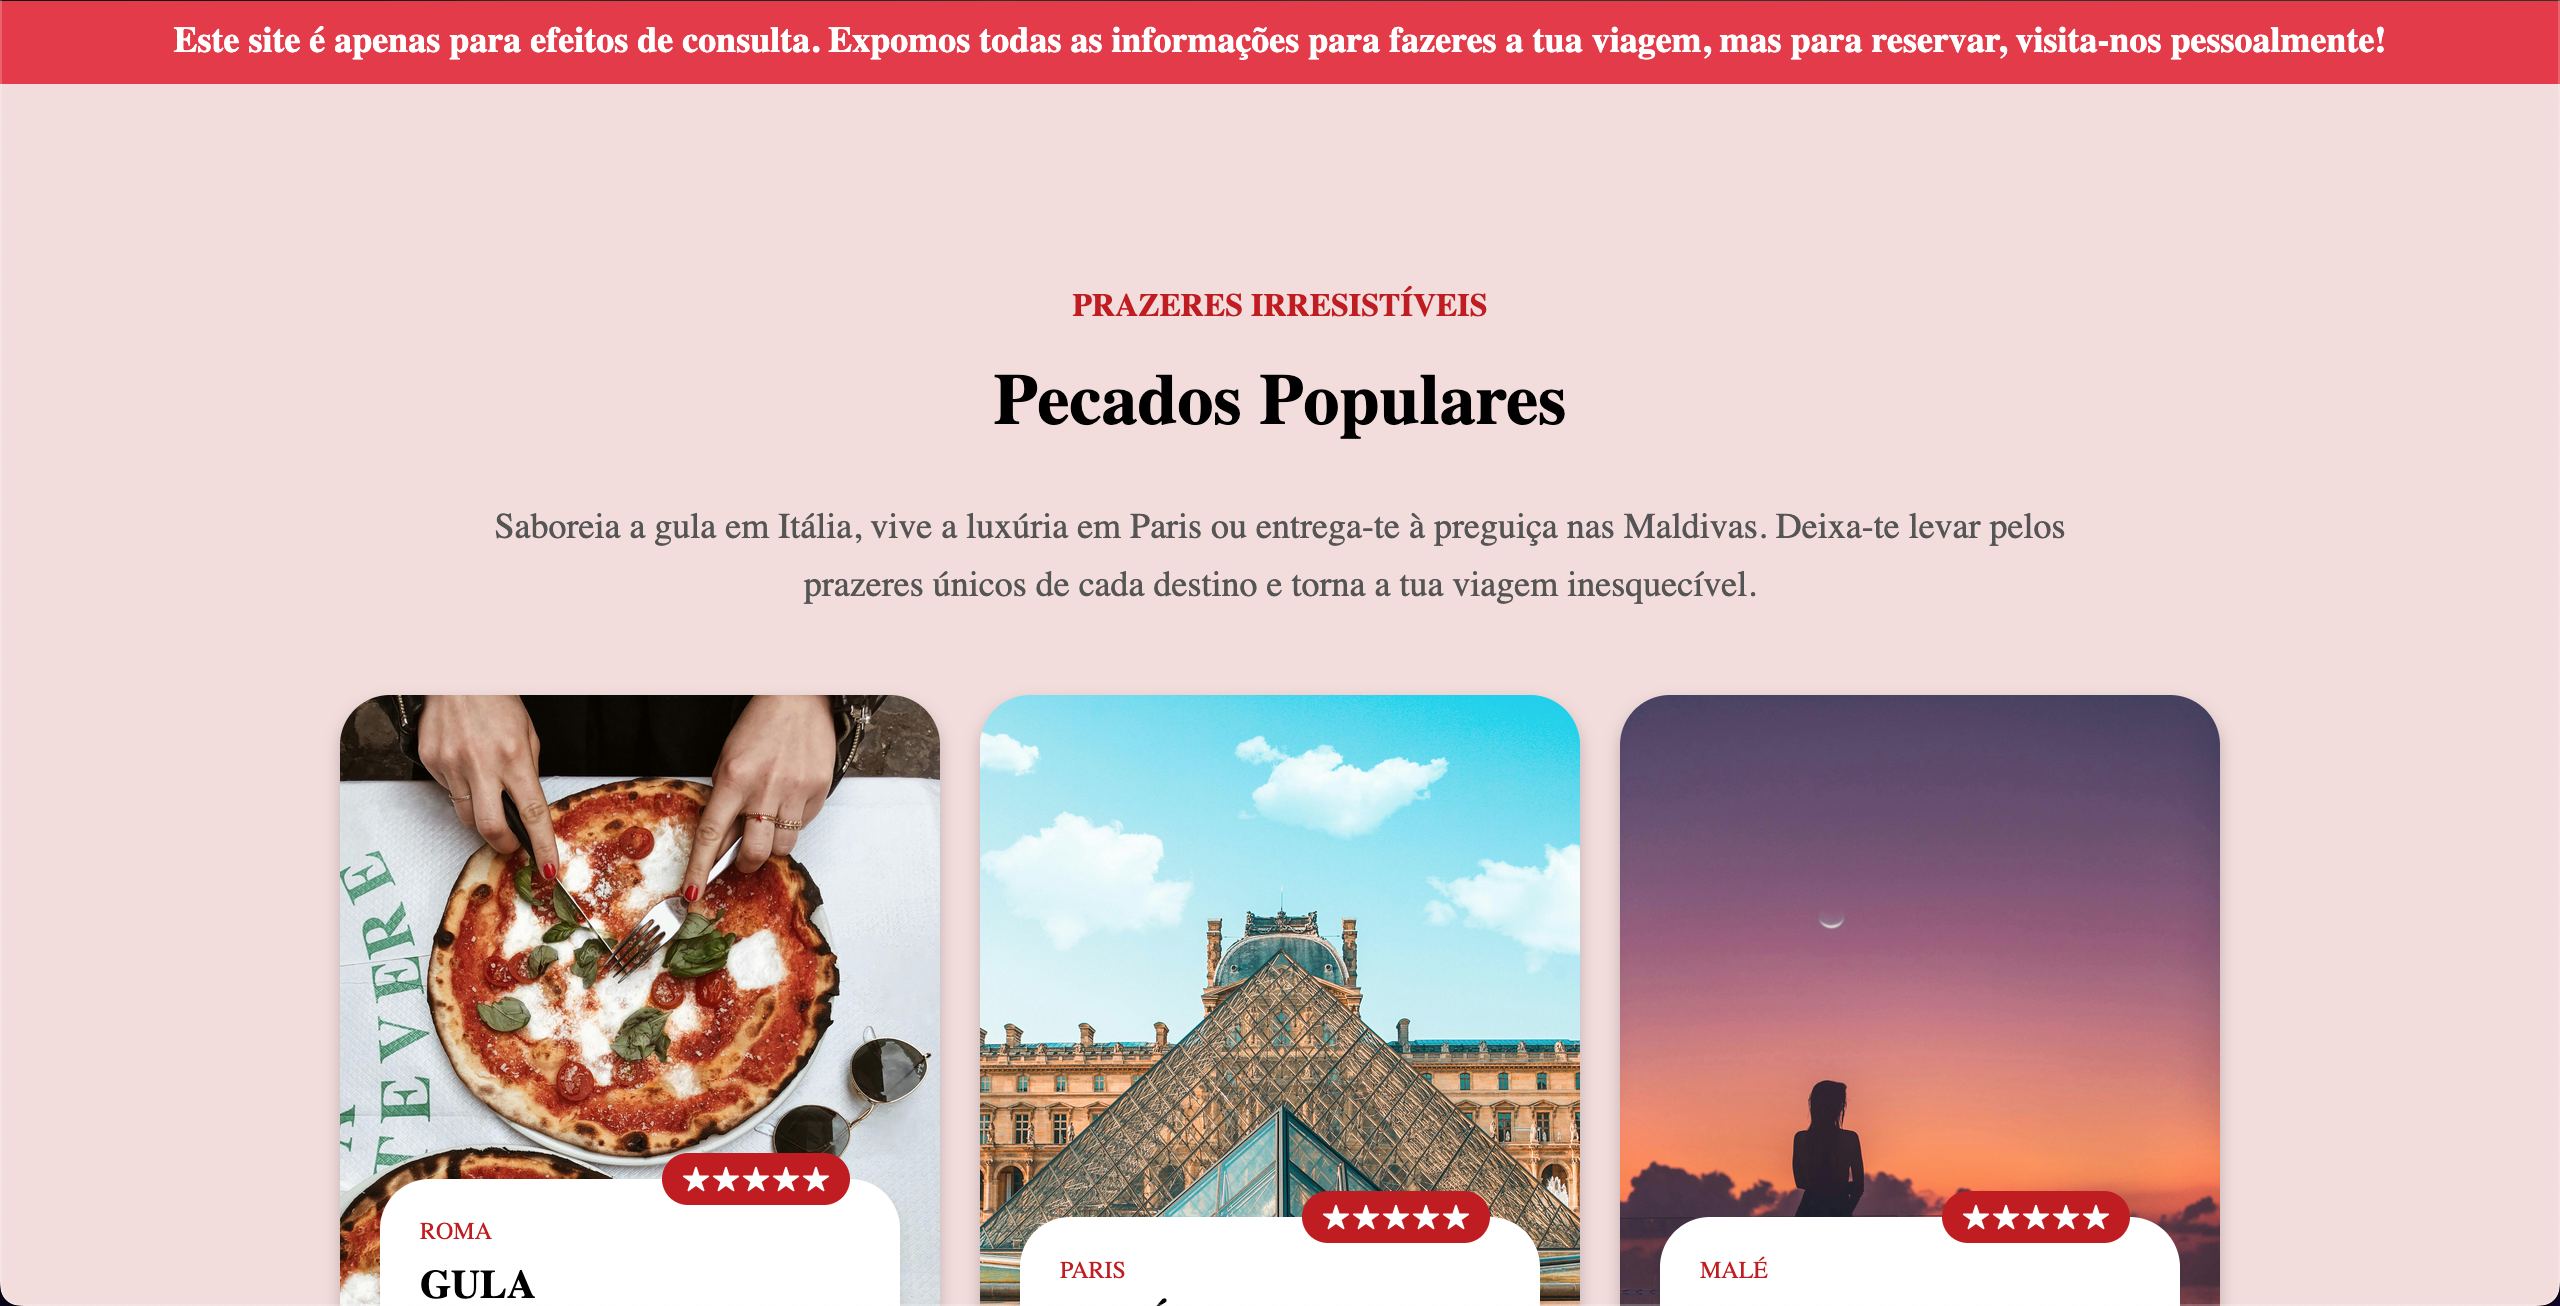 Este site é apenas para efeitos de consulta. Expomos todas as informações para fazeres a tua viagem, mas para reservar, visita-nos pessoalmente!
PRAZERES IRRESISTÍVEIS
Pecados Populares
Saboreia a gula em Itália, vive a luxúria em Paris ou entrega-te à preguiça nas Maldivas. Deixa-te levar pelos
prazeres únicos de cada destino e torna a tua viagem inesquecível.
TEVERE
ROMA
GULA
PARIS
MALÉ